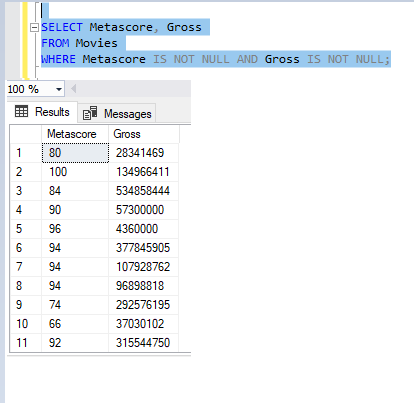 SELECT Metascore, Gross
FROM Movies
WHERE Metascore IS NOT NULL AND Gross IS NOT NULL;
100 %
Results Messages
Metascore Gross
1 80 28341469
2 100 134966411
3 84 534858444
4 90 57300000
5 96 4360000
6 94 377845905
7 94 107928762
8 94 96898818
9 74 292576195
10 66 37030102
11 92 315544750